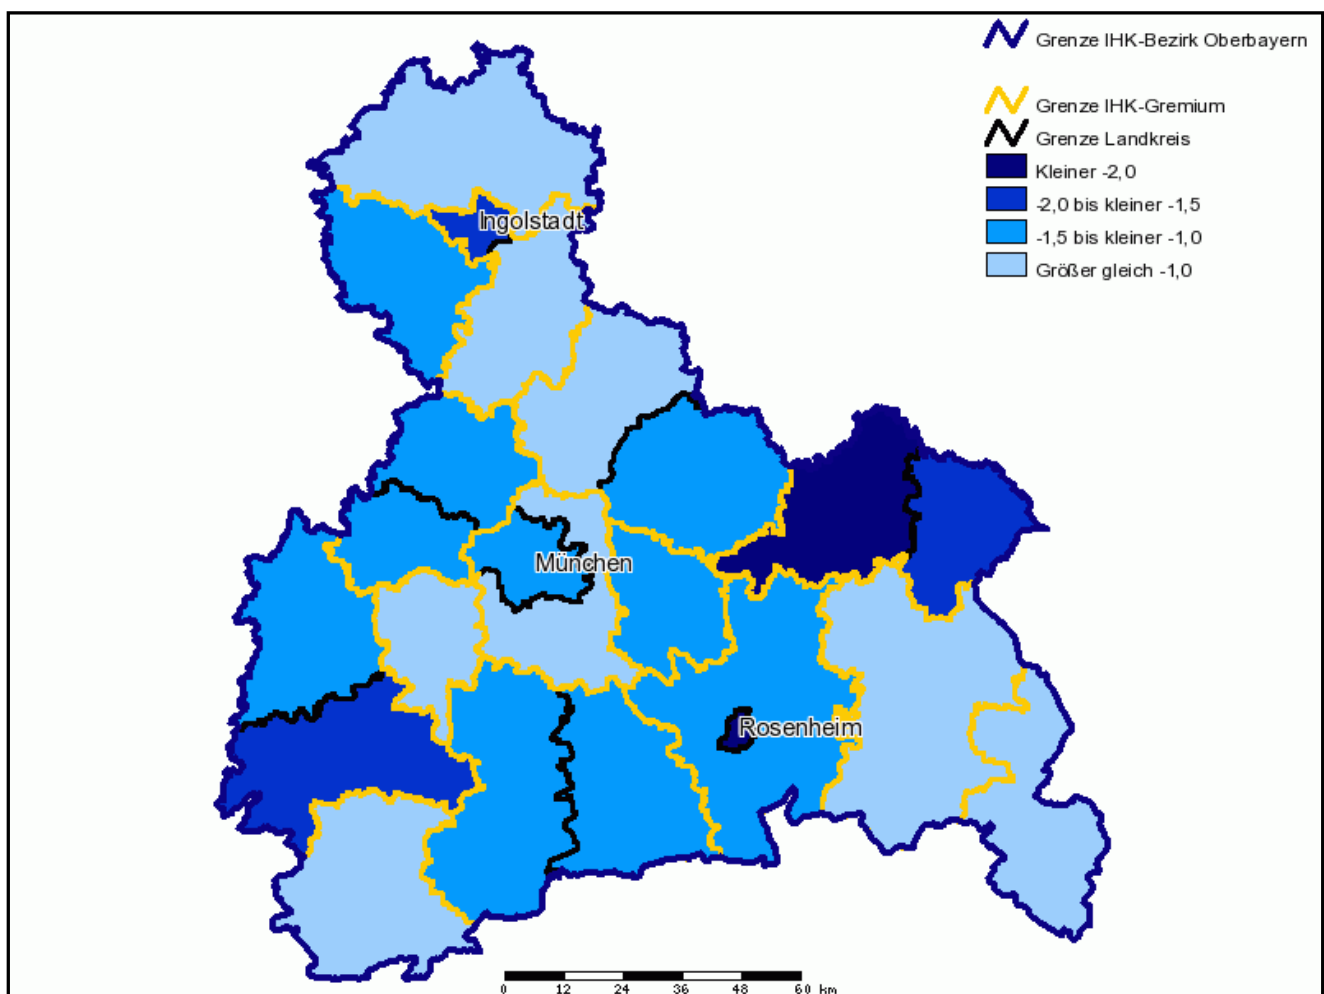 Grenze IHK-Bezirk Oberbayern
Grenze IHK-Gremium
Grenze Landkreis
Kleiner -2,0
-2,0 bis kleiner -1,5
-1,5 bis kleiner -1,0
Größer gleich -1,0
Ingolstadt
München
Rosenheim
0 12 24 36 48 60 km